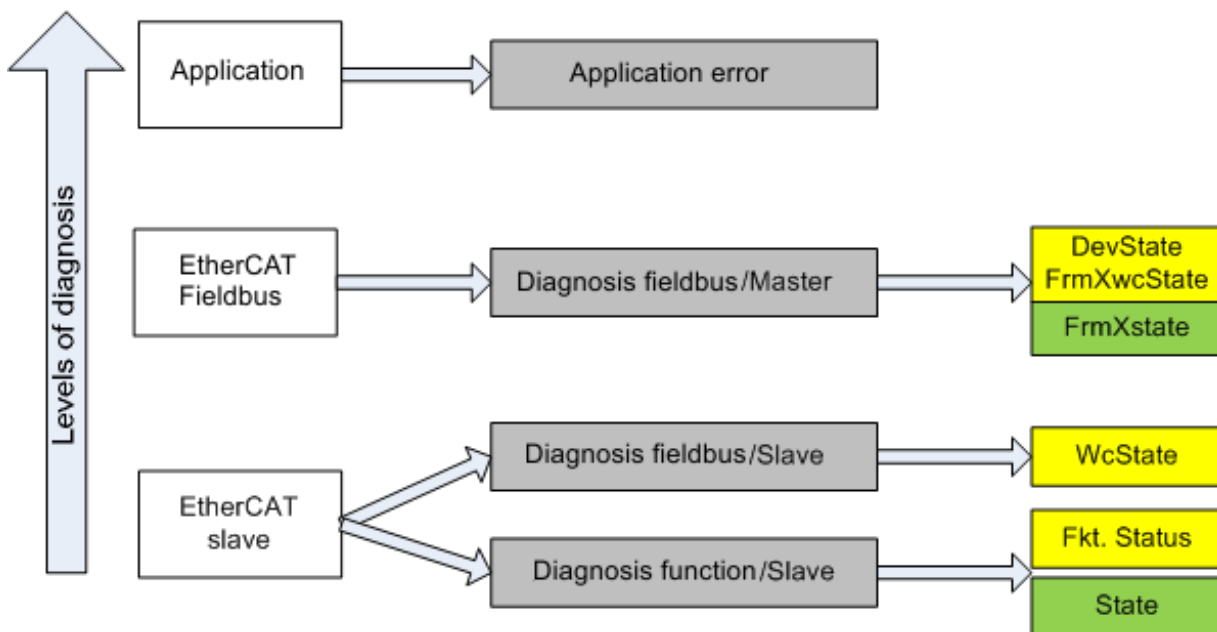 Levels of diagnosis
Application
Application error
EtherCAT
Fieldbus
Diagnosis fieldbus/Master
DevState
FrmXwcState
FrmXstate
EtherCAT
slave
Diagnosis fieldbus/Slave
WcState
Diagnosis function/Slave
Fkt. Status
State